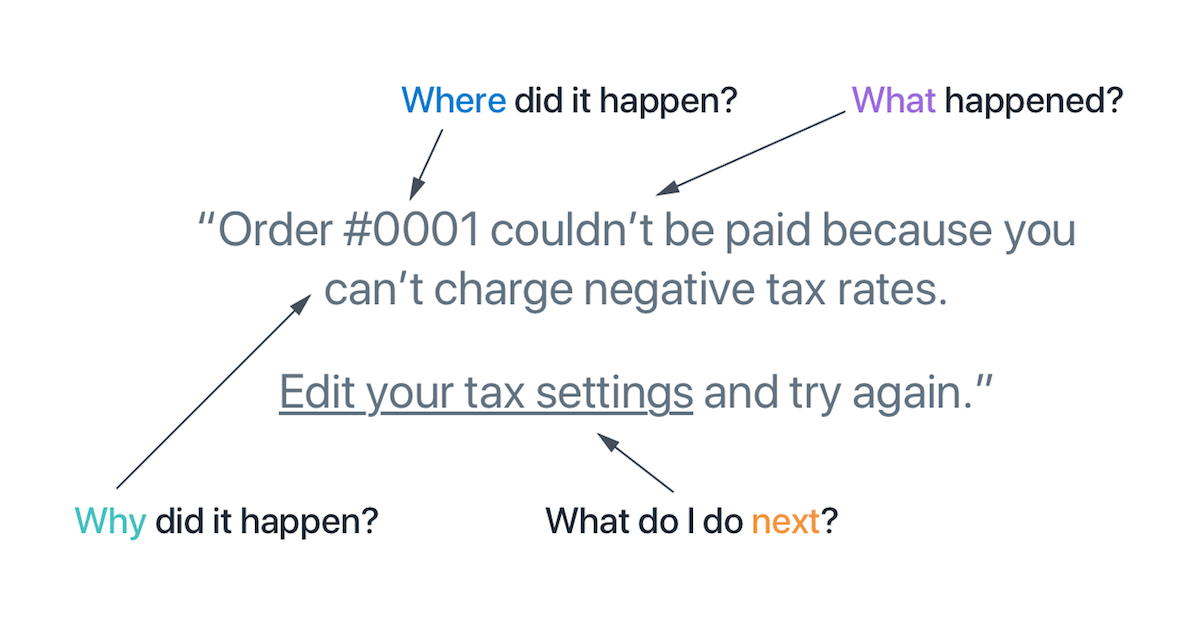 Where did it happen?
What happened?
“Order #0001 couldn’t be paid because you
can’t charge negative tax rates.
Edit your tax settings and try again.”
Why did it happen?
What do I do next?